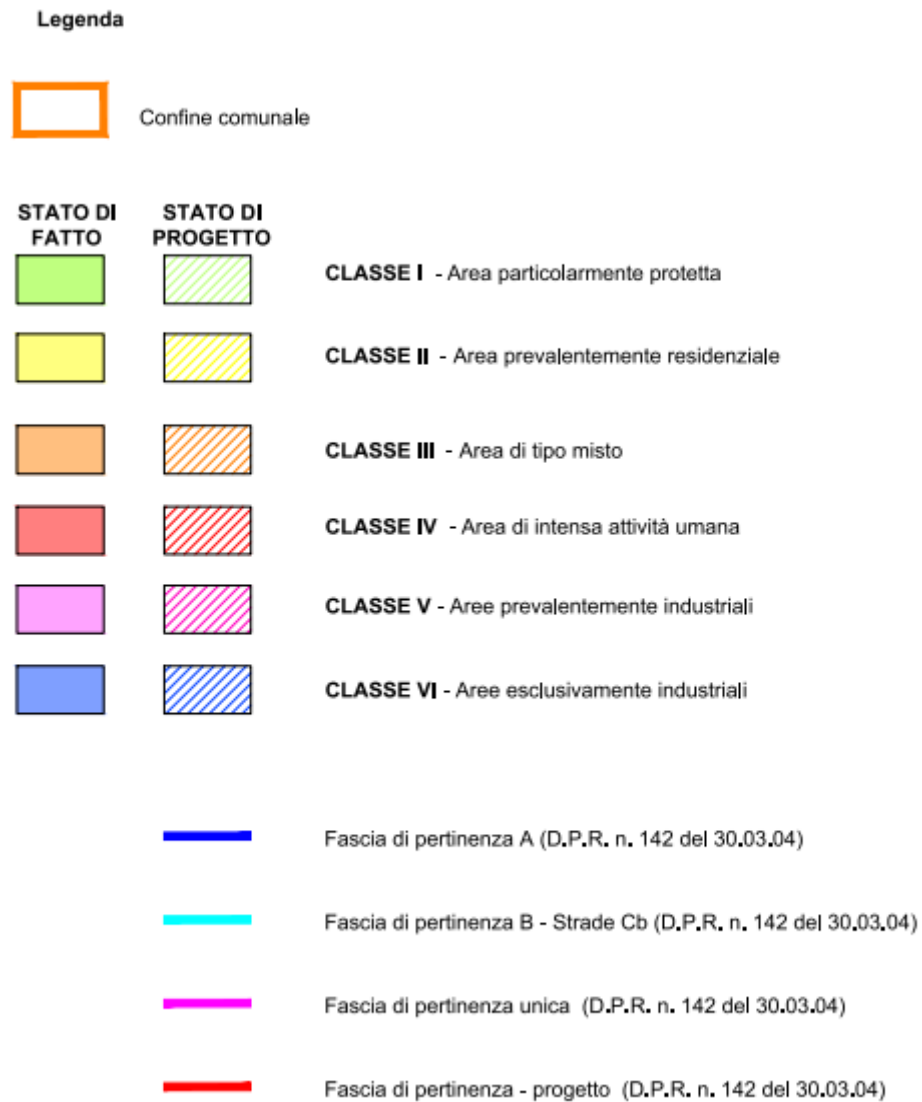 Legenda
Confine comunale
STATO DI FATTO
STATO DI PROGETTO
CLASSE I - Area particolarmente protetta
CLASSE II - Area prevalentemente residenziale
CLASSE III - Area di tipo misto
CLASSE IV - Area di intensa attività umana
CLASSE V - Aree prevalentemente industriali
CLASSE VI - Aree esclusivamente industriali
Fascia di pertinenza A (D.P.R. n. 142 del 30.03.04)
Fascia di pertinenza B - Strade Cb (D.P.R. n. 142 del 30.03.04)
Fascia di pertinenza unica (D.P.R. n. 142 del 30.03.04)
Fascia di pertinenza - progetto (D.P.R. n. 142 del 30.03.04)